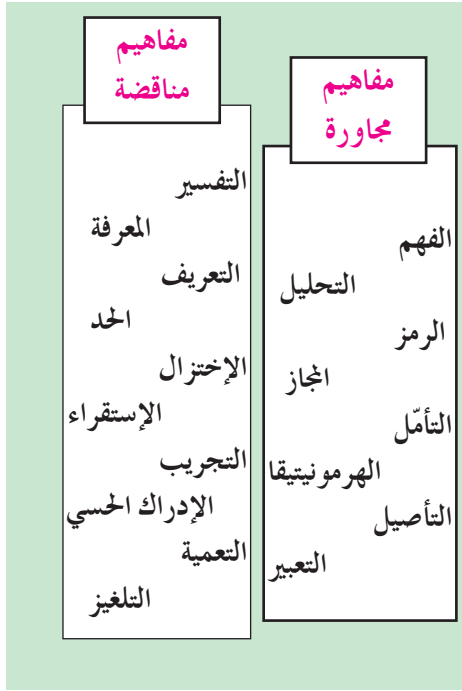 مفاهيم
مجاورة
الفهم
التحليل
الرمز
المجاز
التأمّل
الهرمونيتيقا
التأصيل
التعبير
مفاهيم
مناقضة
التفسير
المعرفة
التعريف
الحد
الإختزال
الإستقراء
التجريب
الإدراك الحسي
التعمية
التلغيز